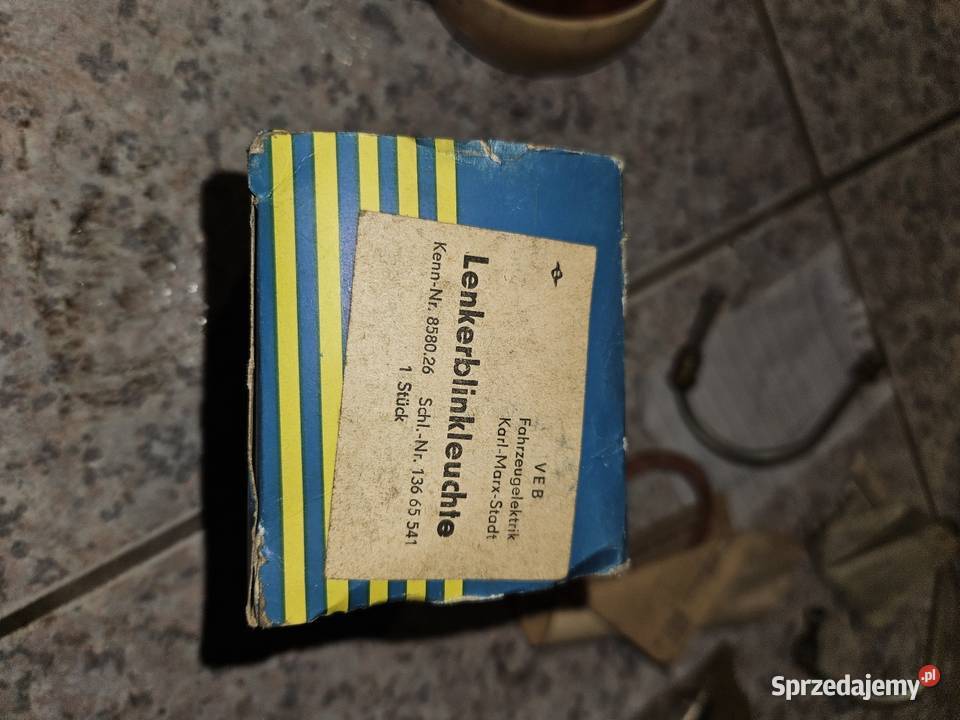 VEB
Fahrzeugelektrik
Karl-Marx-Stadt
Lenkerblinkleuchte
Kenn-Nr. 8580.26 Schl.-Nr. 136 65 541
1 Stück
Sprzedajemy.pl